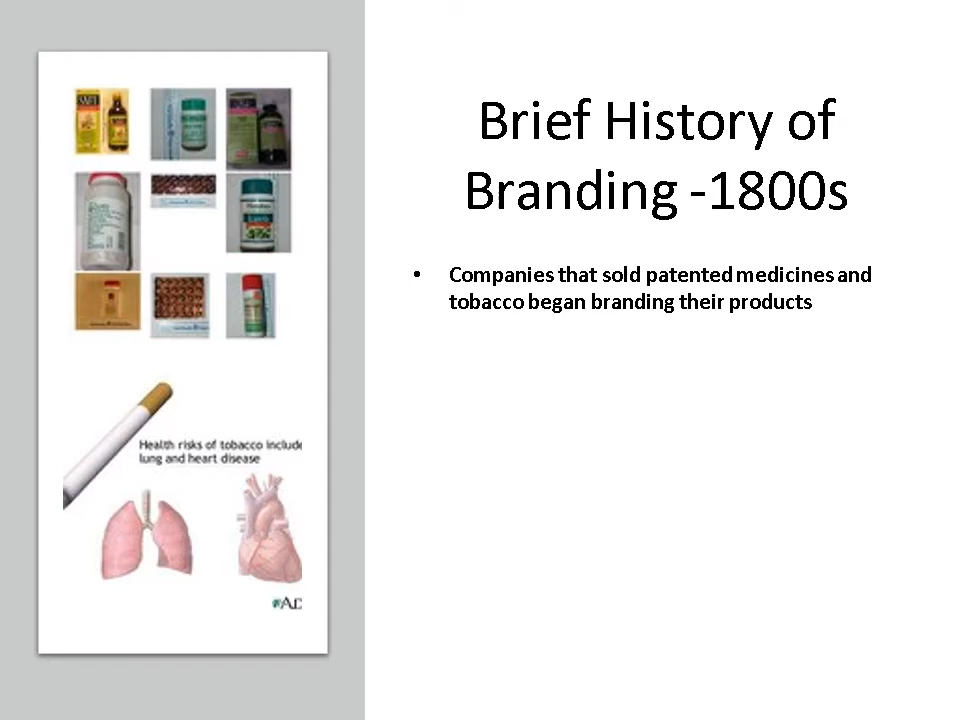 Brief History of
Branding -1800s
• Companies that sold patented medicines and
tobacco began branding their products
Health risks of tobacco include
lung and heart disease